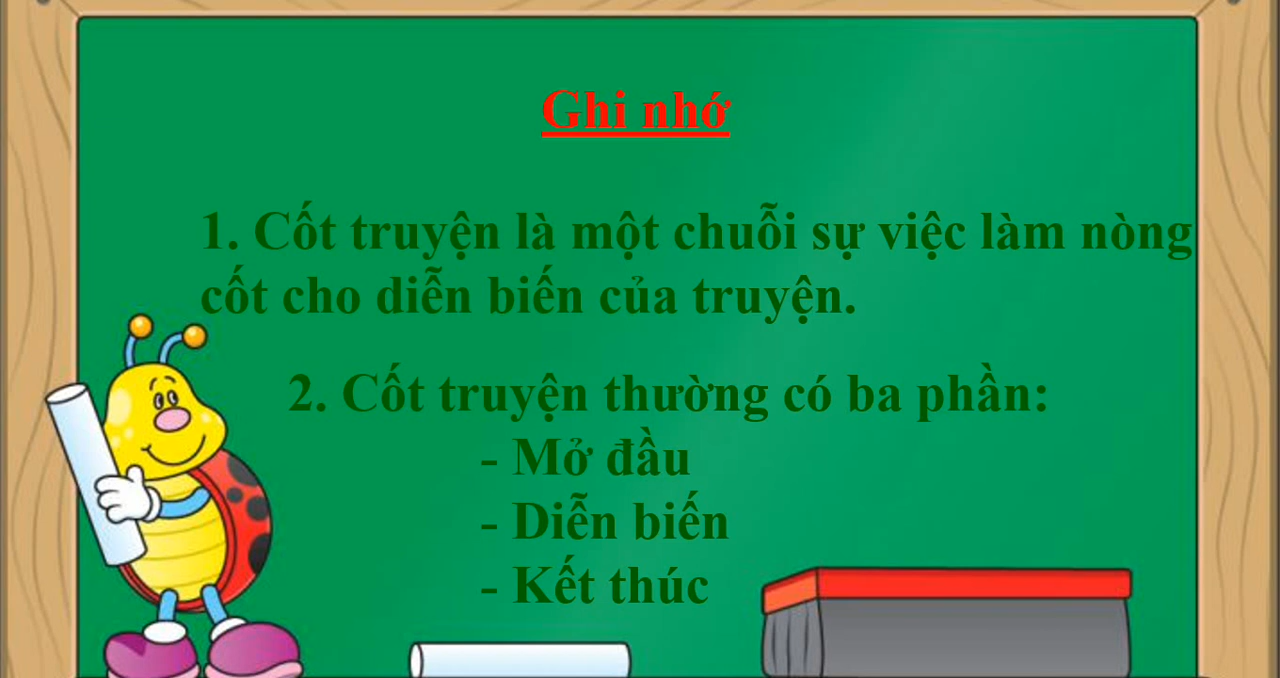 Ghi nhớ
1. Cốt truyện là một chuỗi sự việc làm nòng
cốt cho diễn biến của truyện.
2. Cốt truyện thường có ba phần:
- Mở đầu
- Diễn biến
- Kết thúc